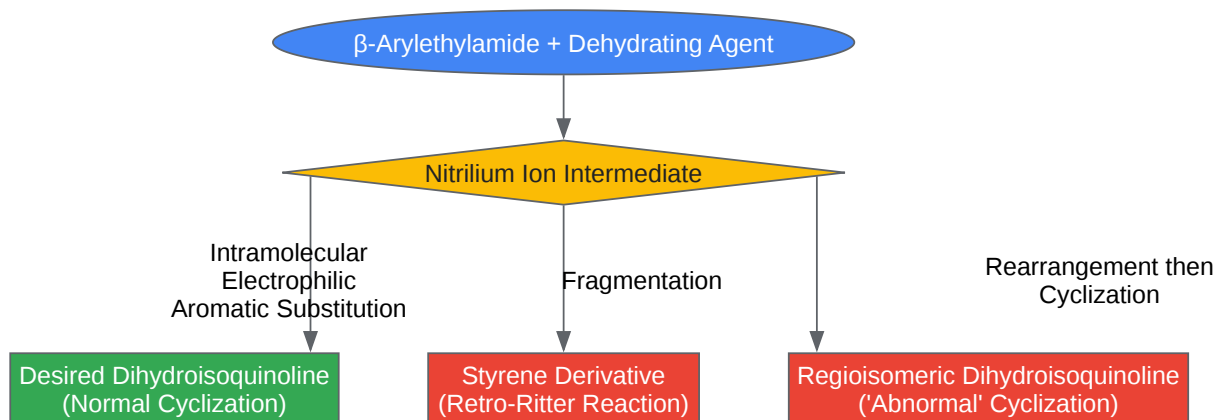 β-Arylethylamide + Dehydrating Agent
Nitrilium Ion Intermediate
Intramolecular
Electrophilic
Aromatic Substitution
Fragmentation
Rearrangement then
Cyclization
Desired Dihydroisoquinoline
(Normal Cyclization)
Styrene Derivative
(Retro-Ritter Reaction)
Regioisomeric Dihydroisoquinoline
('Abnormal' Cyclization)